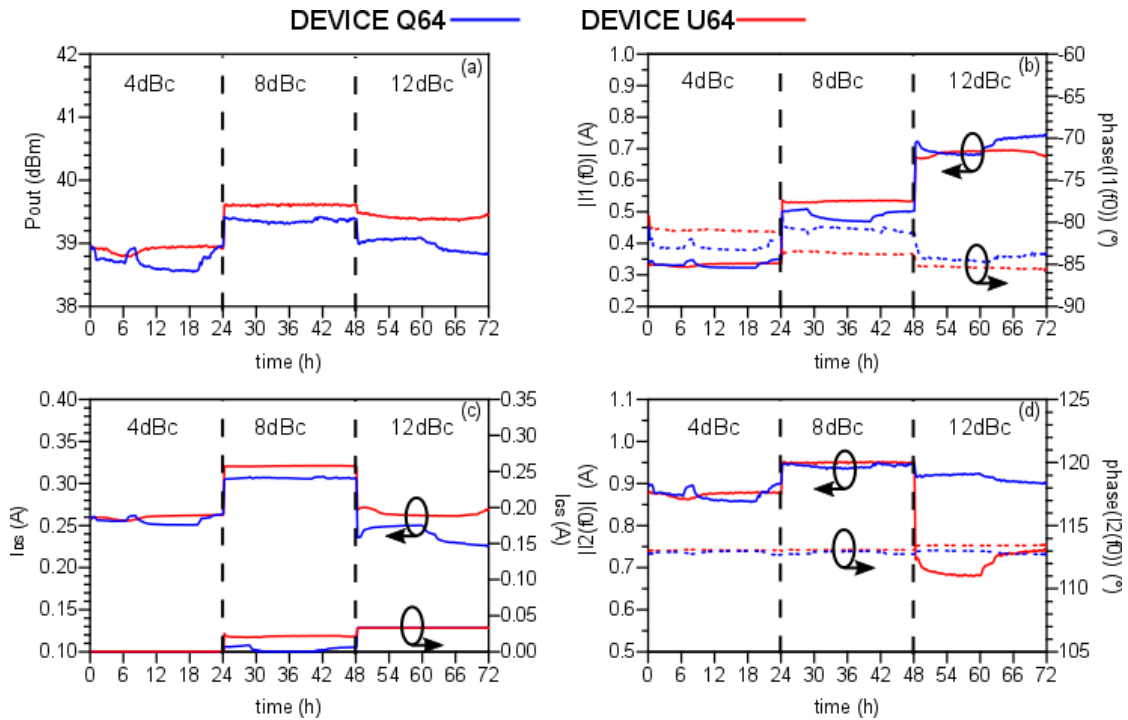 DEVICE Q64 DEVICE U64
42
41
40
39
38
Pout (dBm)
4dBc 8dBc 12dBc
(a)
0 6 12 18 24 30 36 42 48 54 60 66 72
time (h)
1.0
0.9
0.8
0.7
0.6
0.5
0.4
0.3
0.2
||I1(f0)| (A)
4dBc 8dBc 12dBc
(b)
-60
-65
-70
-75
-80
-85
-90
phase(I1(f0)) (°)
0 6 12 18 24 30 36 42 48 54 60 66 72
time (h)
0.40
0.35
0.30
0.25
0.20
0.15
0.10
IDS (A)
4dBc 8dBc 12dBc
(c)
0.35
0.30
0.25
0.20
0.15
0.10
0.05
0.00
IGS (A)
0 6 12 18 24 30 36 42 48 54 60 66 72
time (h)
1.1
1.0
0.9
0.8
0.7
0.6
0.5
||I2(f0)| (A)
4dBc 8dBc 12dBc
(d)
125
120
115
111
105
phase(I2(f0)) (°)
0 6 12 18 24 30 36 42 48 54 60 66 72
time (h)